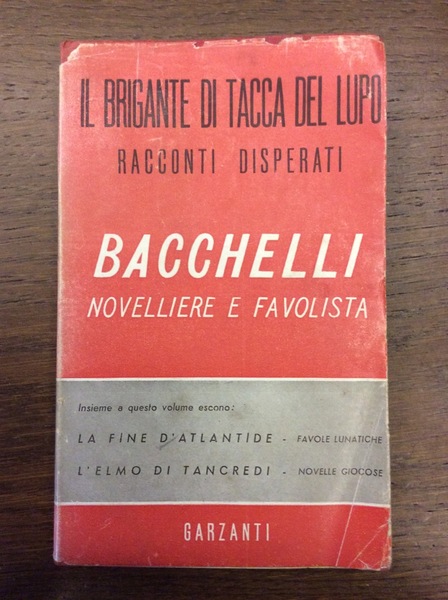 IL BRIGANTE DI TACCA DEL LUPO
RACCONTI DISPERATI
BACCHELLI
NOVELLIERE E FAVOLISTA
Insieme a questo volume escono:
LA FINE D'ATLANTIDE - FAVOLE LUNATICHE
L'ELMO DI TANCREDI - NOVELLE GIOCOSE
GARZANTI